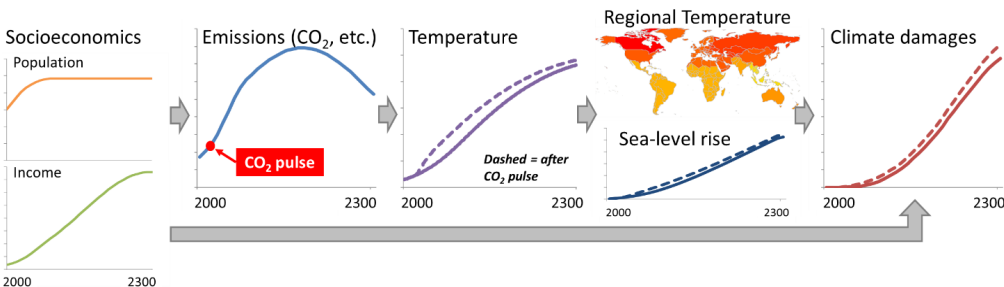 Socioeconomics
Population
Income
2000 2300
Emissions (CO₂, etc.)
CO₂ pulse
2000 2300
Temperature
Dashed = after
CO₂ pulse
2000 2300
Regional Temperature
Sea-level rise
2000 2300
Climate damages
2000 2300